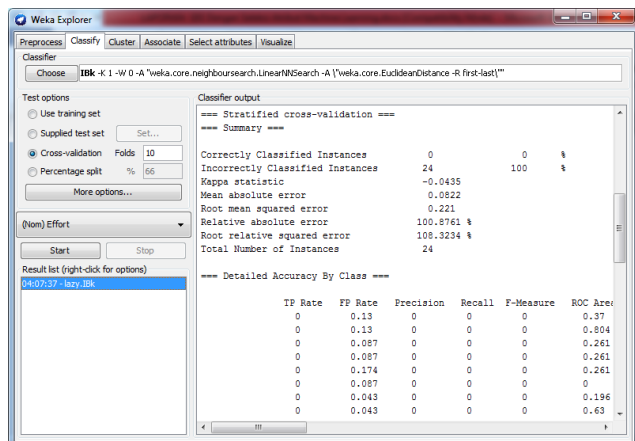 Weka Explorer
Preprocess Classify Cluster Associate Select attributes Visualize
Classifier
Choose IBk -K 1 -W 0 -A "weka.core.neighboursearch.LinearNNSearch -A \"weka.core.EuclideanDistance -R first-last\""
Test options
Use training set
Supplied test set Set...
Cross-validation Folds 10
Percentage split % 66
More options...
(Nom) Effort
Start Stop
Result list (right-click for options)
04:07:37 - lazy.IBk
Classifier output
=== Stratified cross-validation ===
=== Summary ===
Correctly Classified Instances 0 0 %
Incorrectly Classified Instances 24 100 %
Kappa statistic -0.0435
Mean absolute error 0.0822
Root mean squared error 0.221
Relative absolute error 100.8761 %
Root relative squared error 108.3234 %
Total Number of Instances 24
=== Detailed Accuracy By Class ===
TP Rate FP Rate Precision Recall F-Measure ROC Area
0 0.13 0 0 0 0.37
0 0.13 0 0 0 0.804
0 0.087 0 0 0 0.261
0 0.087 0 0 0 0.261
0 0.174 0 0 0 0.261
0 0.087 0 0 0 0
0 0.043 0 0 0 0.196
0 0.043 0 0 0 0.63